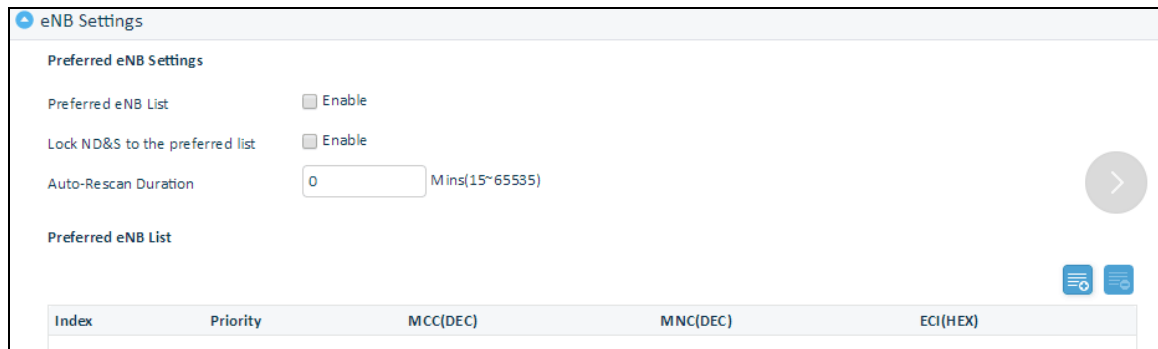 eNB Settings
Preferred eNB Settings
Preferred eNB List Enable
Lock ND&S to the preferred list Enable
Auto-Rescan Duration 0 Mins(15~65535)
Preferred eNB List
Index Priority MCC(DEC) MNC(DEC) ECI(HEX)